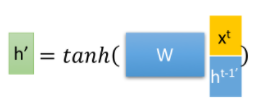 h' = tanh( W x^t
h^t-1' )